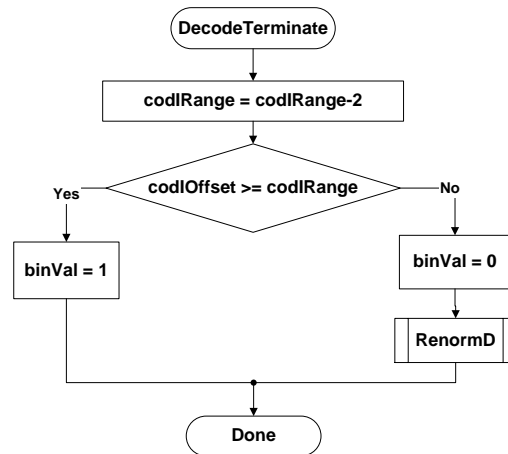 DecodeTerminate
codIRange = codIRange-2
codIOffset >= codIRange
Yes
No
binVal = 1
binVal = 0
RenormD
Done